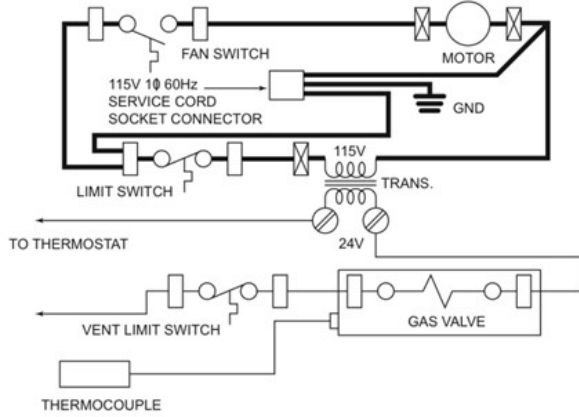 FAN SWITCH
MOTOR
115V 1ϕ 60Hz
SERVICE CORD
SOCKET CONNECTOR
GND
115V
LIMIT SWITCH
TRANS.
TO THERMOSTAT
24V
VENT LIMIT SWITCH
GAS VALVE
THERMOCOUPLE